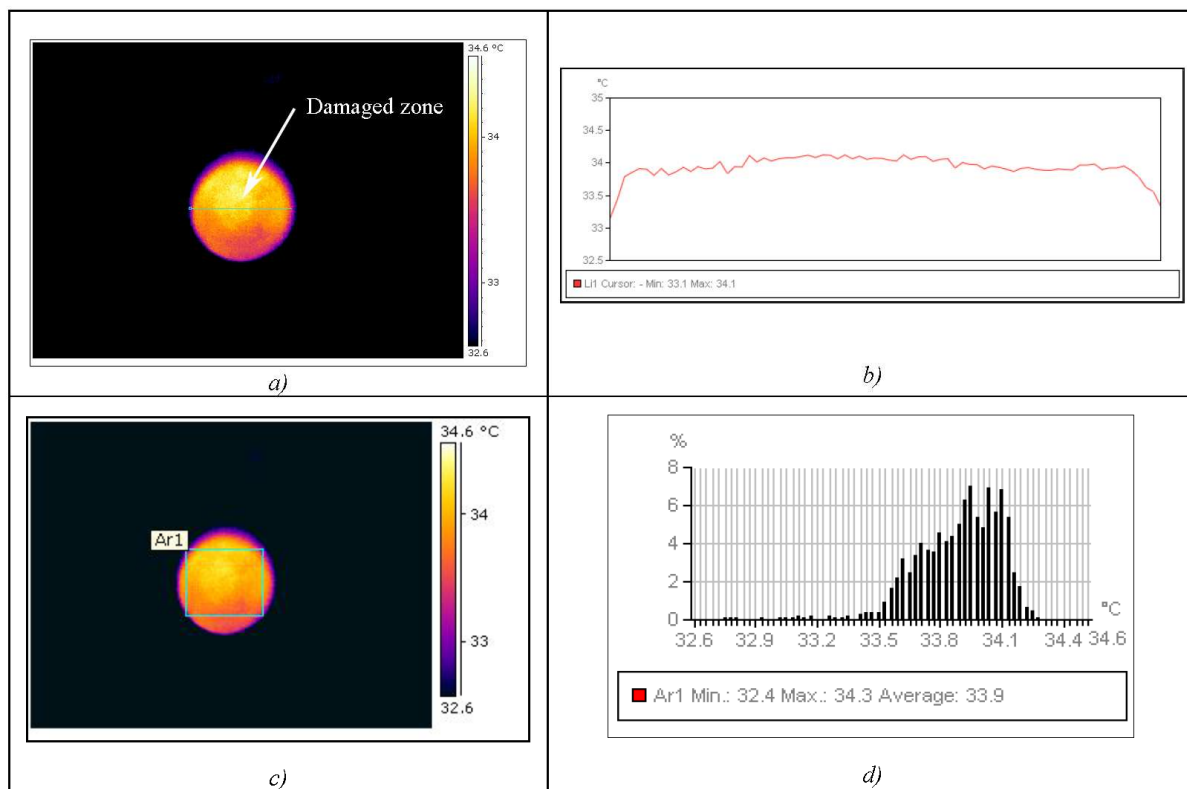 34.6 °C
Damaged zone
34
33
32.6
a)
°C
35
34.5
34
33.5
33
32.5
Li1 Cursor: - Min: 33.1 Max: 34.1
b)
34.6 °C
Ar1
34
33
32.6
c)
%
8
6
4
2
0
°C
32.6 32.9 33.2 33.5 33.8 34.1 34.4 34.6
Ar1 Min.: 32.4 Max.: 34.3 Average: 33.9
d)